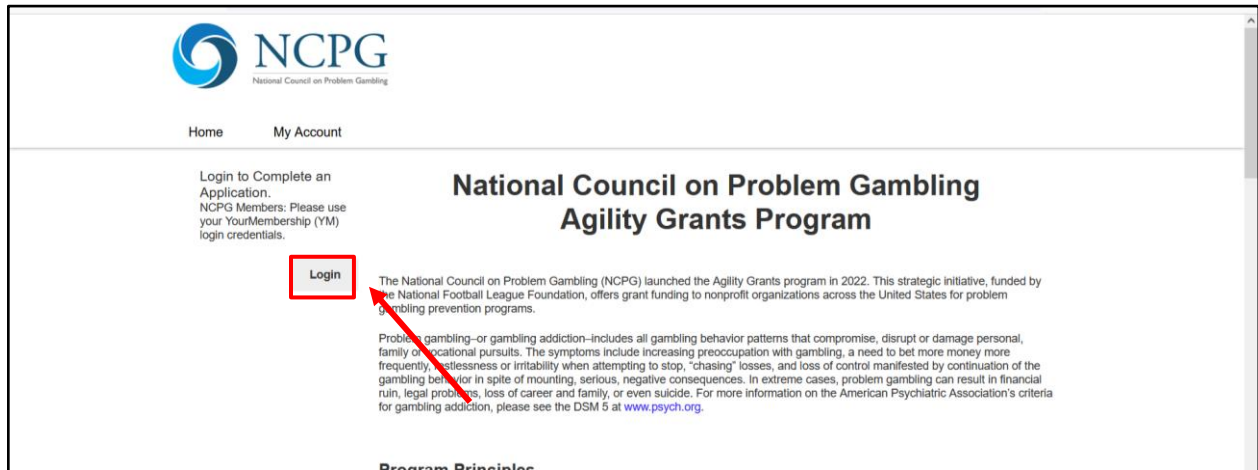 NCPG
National Council on Problem Gambling
Home My Account
Login to Complete an
Application.
NCPG Members: Please use
your YourMembership (YM)
login credentials.
Login
National Council on Problem Gambling
Agility Grants Program
The National Council on Problem Gambling (NCPG) launched the Agility Grants program in 2022. This strategic initiative, funded by
the National Football League Foundation, offers grant funding to nonprofit organizations across the United States for problem
gambling prevention programs.
Problem gambling–or gambling addiction–includes all gambling behavior patterns that compromise, disrupt or damage personal,
family or vocational pursuits. The symptoms include increasing preoccupation with gambling, a need to bet more money more
frequently, restlessness or irritability when attempting to stop, “chasing” losses, and loss of control manifested by continuation of the
gambling behavior in spite of mounting, serious, negative consequences. In extreme cases, problem gambling can result in financial
ruin, legal problems, loss of career and family, or even suicide. For more information on the American Psychiatric Association’s criteria
for gambling addiction, please see the DSM 5 at www.psych.org.
Program Principles